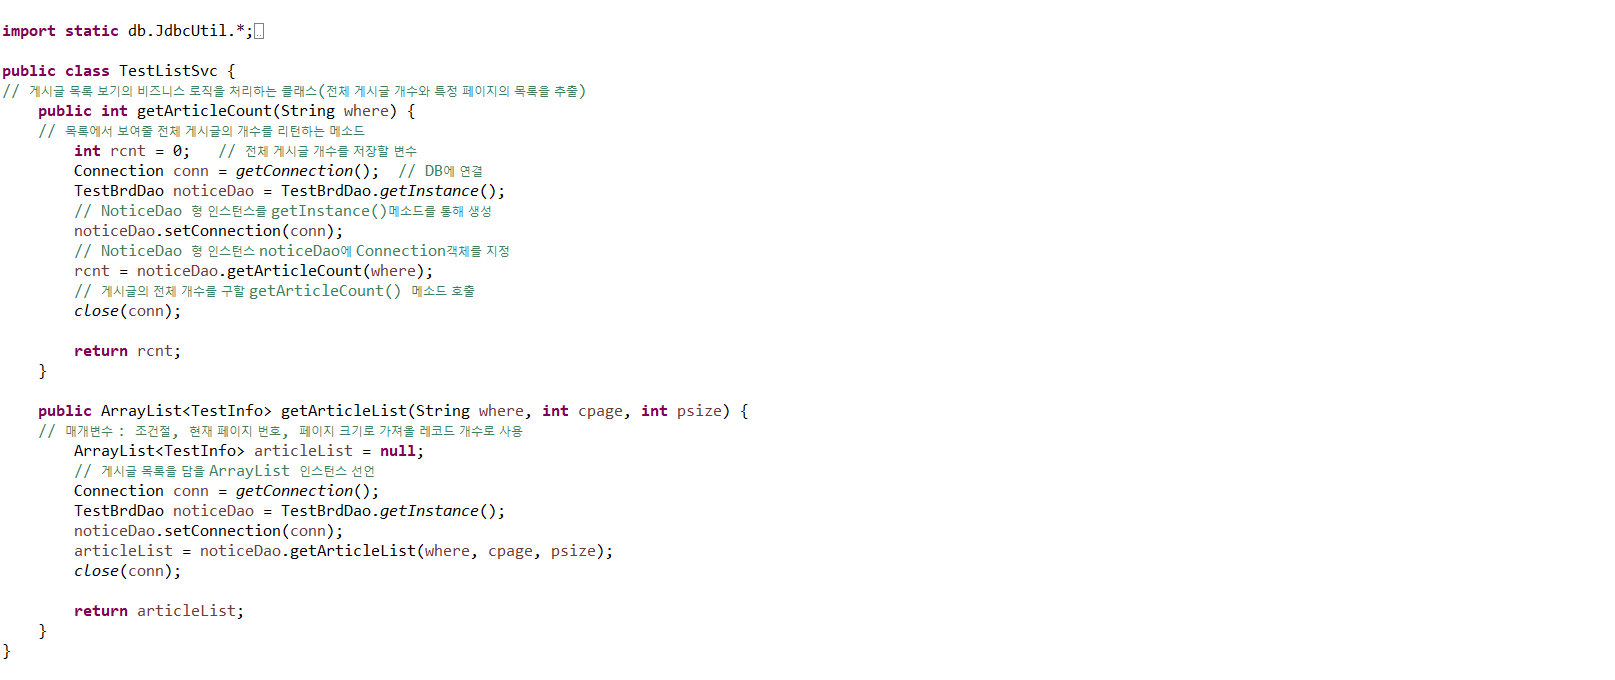 import static db.JdbcUtil.*;
public class TestListSvc {
// 게시글 목록 보기의 비즈니스 로직을 처리하는 클래스(전체 게시글 개수와 특정 페이지의 목록을 추출)
public int getArticleCount(String where) {
// 목록에서 보여줄 전체 게시글의 개수를 리턴하는 메소드
int rcnt = 0; // 전체 게시글 개수를 저장할 변수
Connection conn = getConnection(); // DB에 연결
TestBrdDao noticeDao = TestBrdDao.getInstance();
// NoticeDao 형 인스턴스를 getInstance()메소드를 통해 생성
noticeDao.setConnection(conn);
// NoticeDao 형 인스턴스 noticeDao에 Connection객체를 지정
rcnt = noticeDao.getArticleCount(where);
// 게시글의 전체 개수를 구할 getArticleCount() 메소드 호출
close(conn);
return rcnt;
}
public ArrayList<TestInfo> getArticleList(String where, int cpage, int psize) {
// 매개변수 : 조건절, 현재 페이지 번호, 페이지 크기로 가져올 레코드 개수로 사용
ArrayList<TestInfo> articleList = null;
// 게시글 목록을 담을 ArrayList 인스턴스 선언
Connection conn = getConnection();
TestBrdDao noticeDao = TestBrdDao.getInstance();
noticeDao.setConnection(conn);
articleList = noticeDao.getArticleList(where, cpage, psize);
close(conn);
return articleList;
}
}